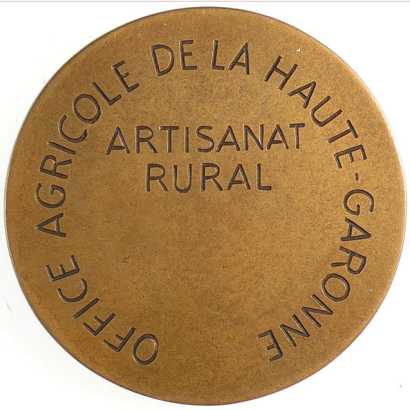 OFFICE AGRICOLE DE LA HAUTE-GARONNE
ARTISANAT
RURAL